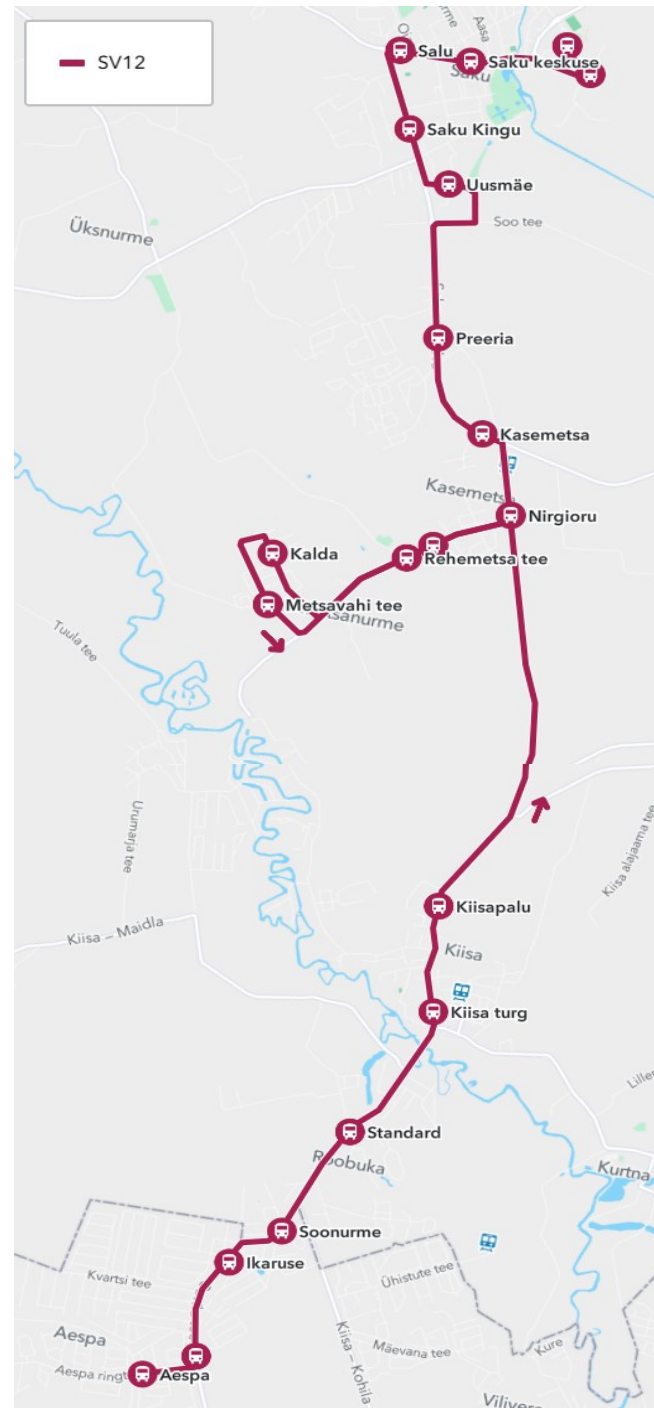 SV12
Aasa
Salu
Saku keskuse
Saku
Saku Kingu
Uusmäe
Soo tee
Üksnurme
Preeria
Kasemetsa
Kasemetsa
Nirgioru
Kalda
Rehemetsa tee
Metsavahi tee
Tuula tee
Urumarja tee
Kiisa alajaama tee
Kiisapalu
Kiisa – Maidla
Kiisa
Kiisa turg
Standard
Roobuka
Kurtna
Soonurme
Ikaruse
Kvartsi tee
Ühistute tee
Aespa
Kiisa – Kohila
Mäevana tee
Kure
Aespa